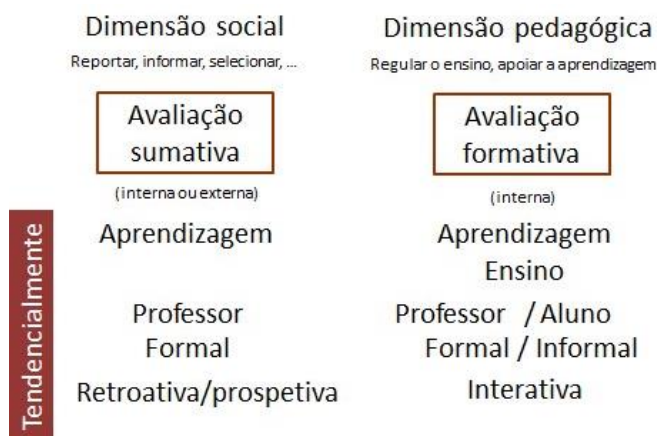 Dimensão social
Reportar, informar, selecionar, ...
Avaliação
sumativa
(interna ou externa)
Aprendizagem
Professor
Formal
Retroativa/prospetiva
Dimensão pedagógica
Regular o ensino, apoiar a aprendizagem
Avaliação
formativa
(interna)
Aprendizagem
Ensino
Professor / Aluno
Formal / Informal
Interativa
Tendencialmente